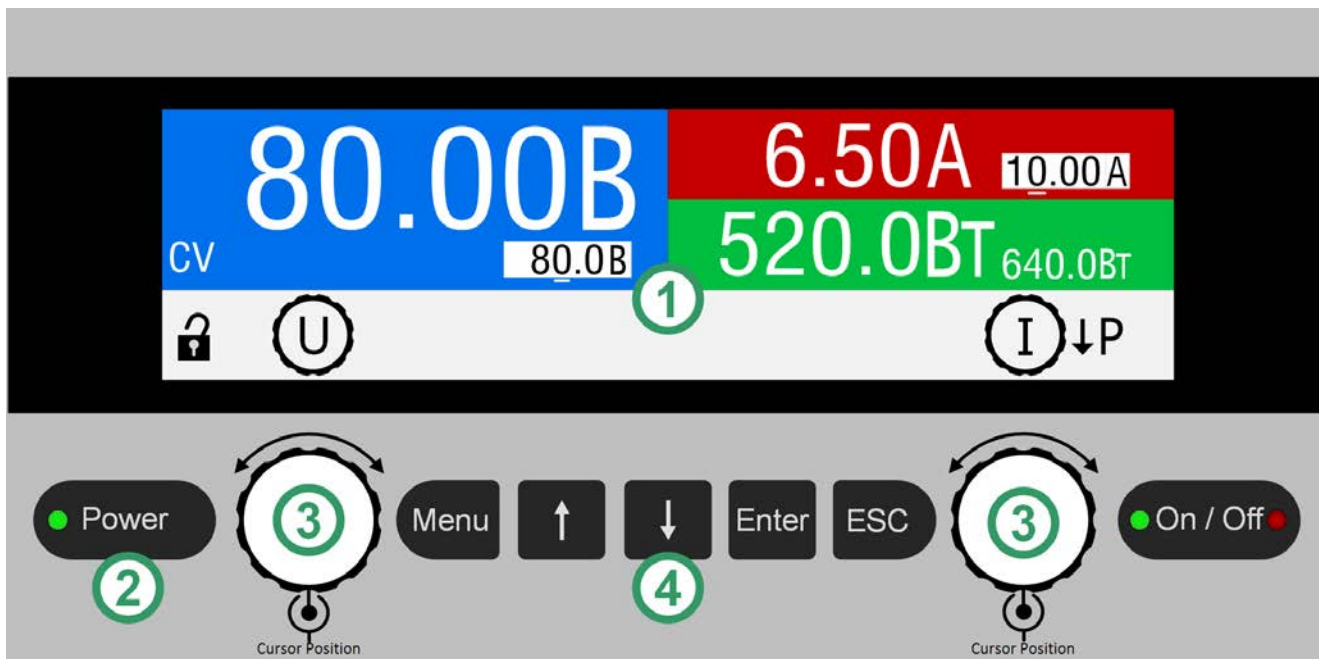 80.00В
6.50A
10.00 A
CV
80.0В
520.0Вт
640.0Вт
1
U
I
↓P
Power
3
Menu
↑
↓
Enter
ESC
3
On / Off
2
4
Cursor Position
Cursor Position